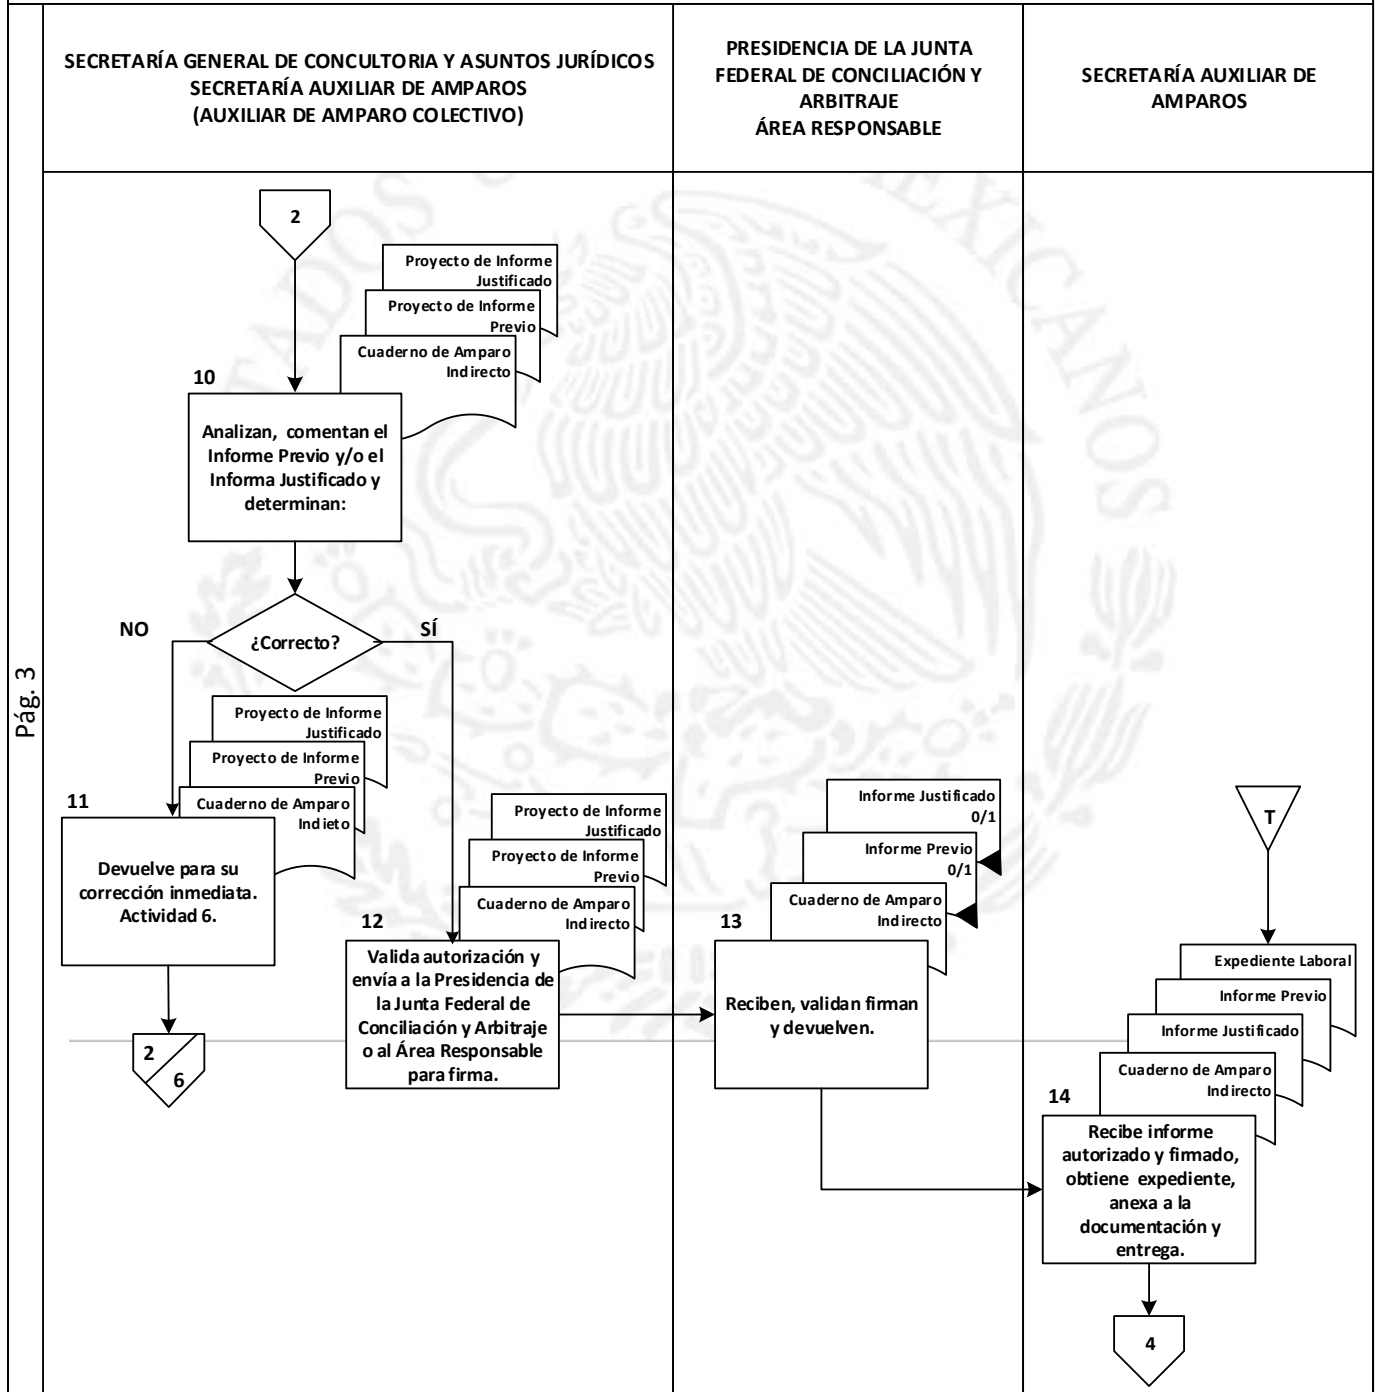 SECRETARÍA GENERAL DE CONCULTORIA Y ASUNTOS JURÍDICOS
SECRETARÍA AUXILIAR DE AMPAROS
(AUXILIAR DE AMPARO COLECTIVO)
PRESIDENCIA DE LA JUNTA
FEDERAL DE CONCILIACIÓN Y
ARBITRAJE
ÁREA RESPONSABLE
SECRETARÍA AUXILIAR DE
AMPAROS
Pág. 3
2
Proyecto de Informe
Justificado
Proyecto de Informe
Previo
Cuaderno de Amparo
Indirecto
10
Analizan, comentan el
Informe Previo y/o el
Informa Justificado y
determinan:
NO
¿Correcto?
SÍ
Proyecto de Informe
Justificado
Proyecto de Informe
Previo
Cuaderno de Amparo
Indieto
11
Devuelve para su
corrección inmediata.
Actividad 6.
2
6
Proyecto de Informe
Justificado
Proyecto de Informe
Previo
Cuaderno de Amparo
Indirecto
12
Valida autorización y
envía a la Presidencia de
la Junta Federal de
Conciliación y Arbitraje
o al Área Responsable
para firma.
Informe Justificado
0/1
Informe Previo
0/1
Cuaderno de Amparo
Indirecto
13
Reciben, validan firman
y devuelven.
T
Expediente Laboral
Informe Previo
Informe Justificado
Cuaderno de Amparo
Indirecto
14
Recibe informe
autorizado y firmado,
obtiene expediente,
anexa a la
documentación y
entrega.
4